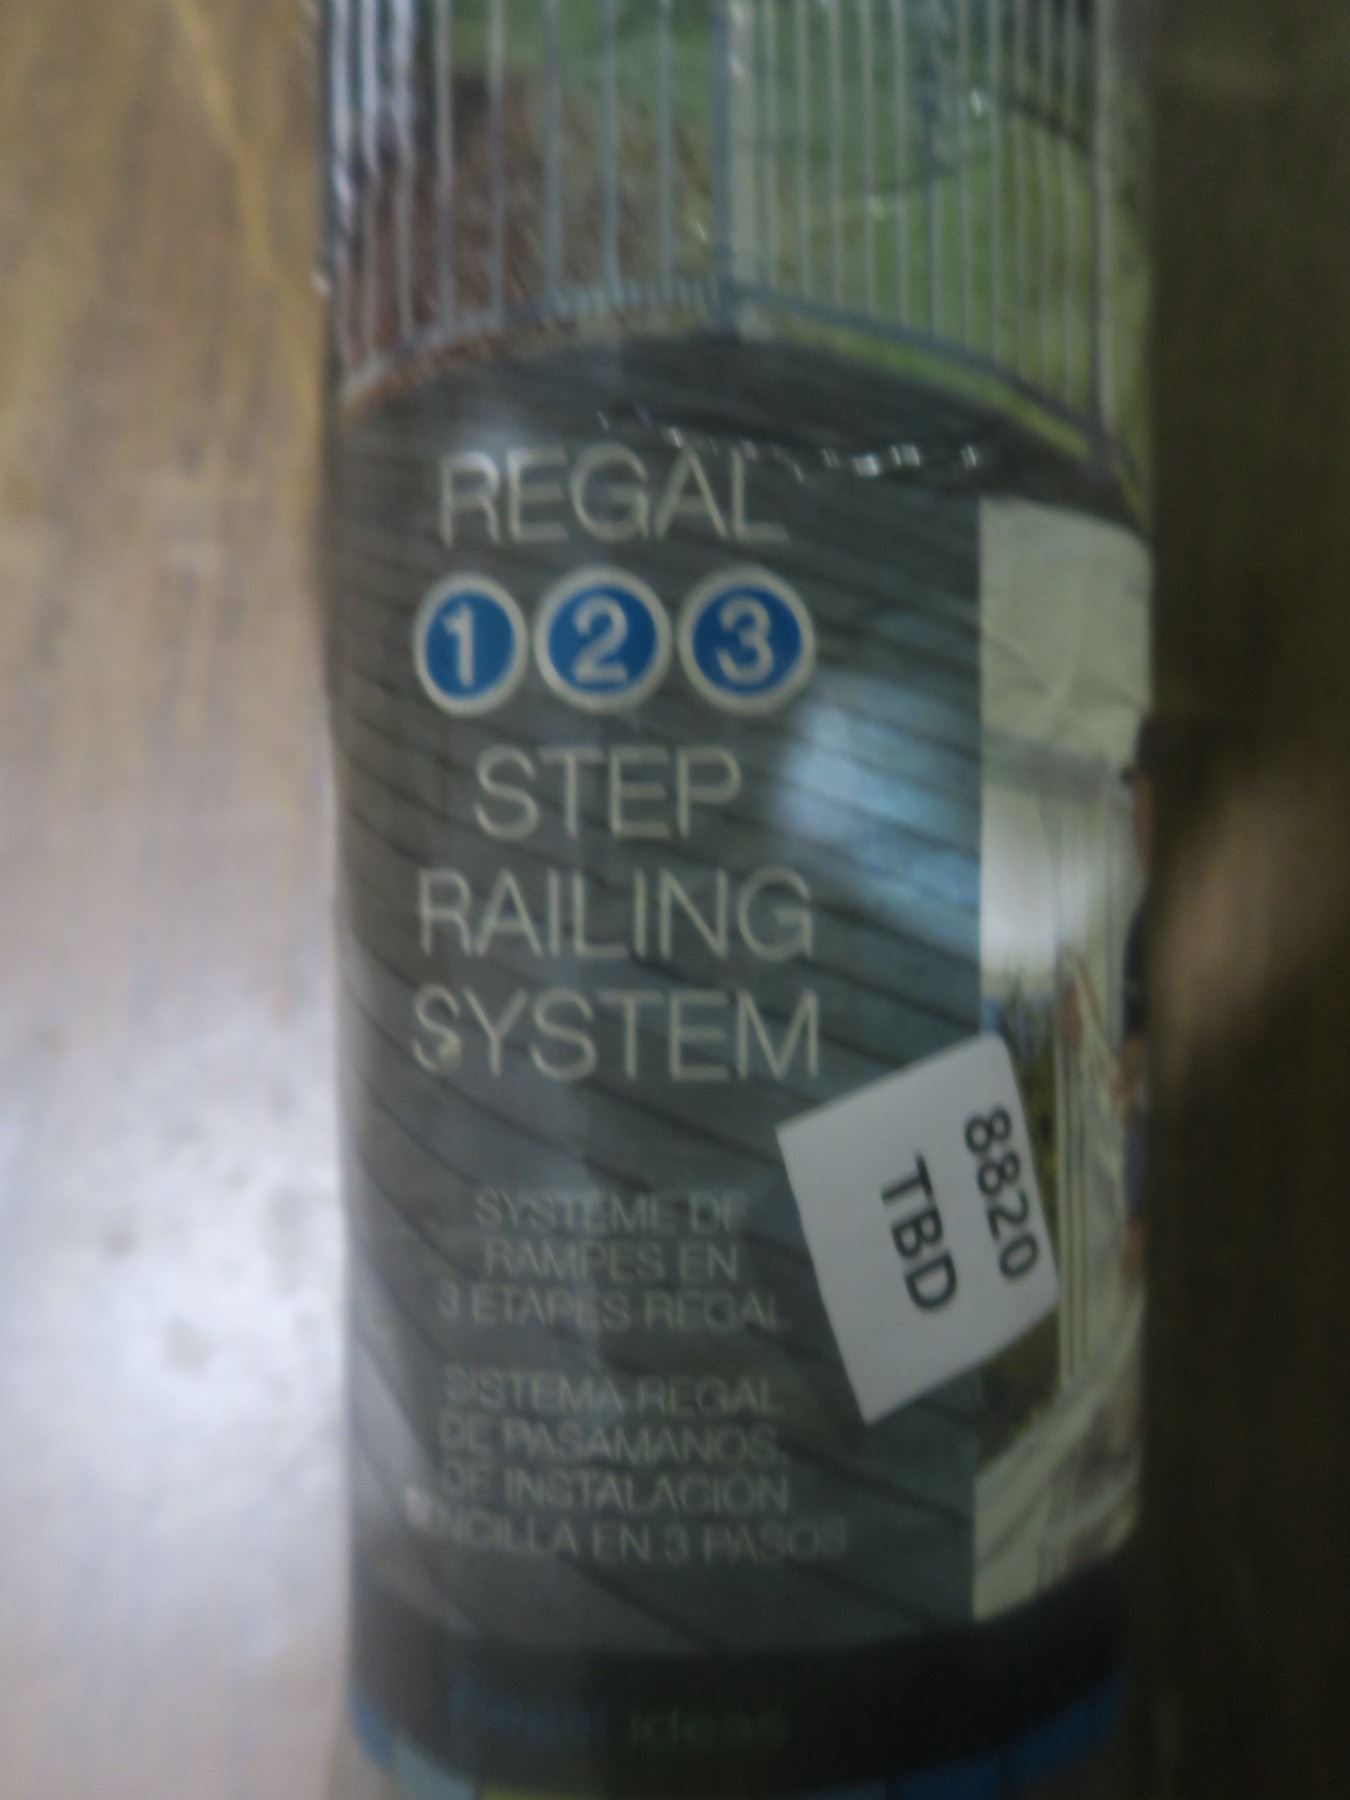 REGAL
1 2 3
STEP
RAILING
SYSTEM
SYSTÈME DE
RAMPES EN
3 ÉTAPES REGAL
SISTEMA REGAL
DE PASAMANOS,
DE INSTALACIÓN
SENCILLA EN 3 PASOS
8820
TBD
ideas